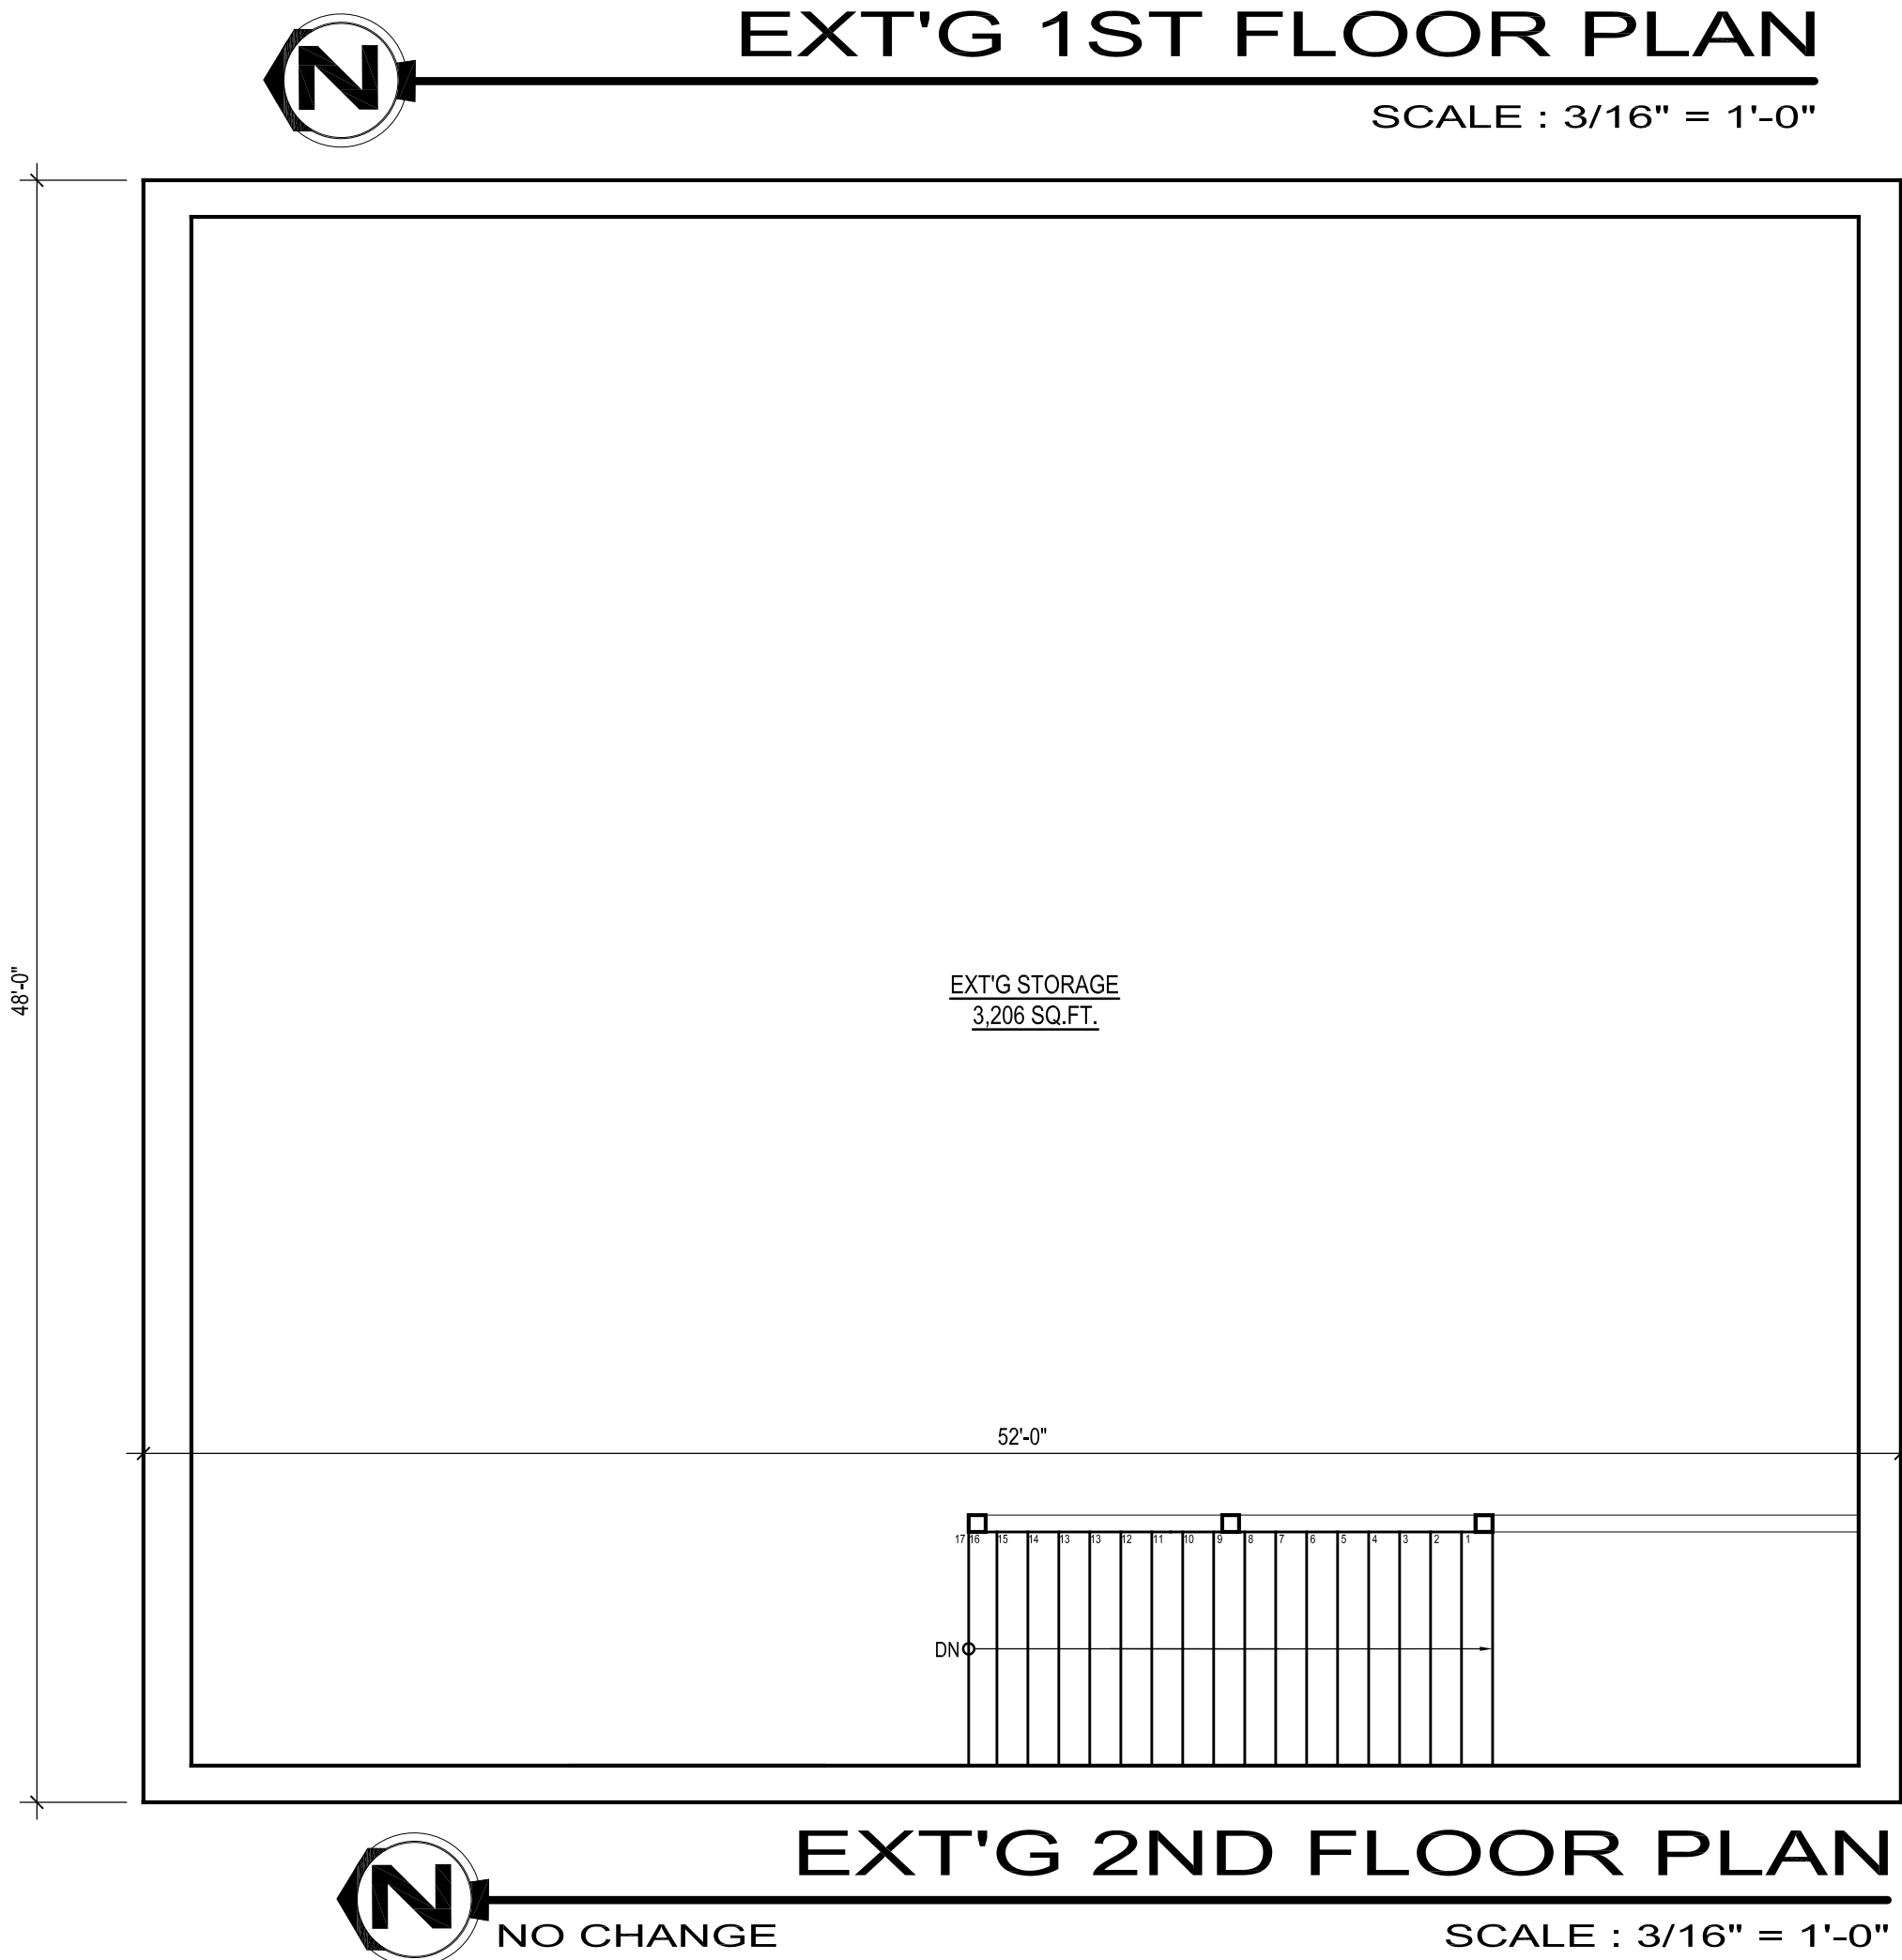 EXT'G 1ST FLOOR PLAN
N
SCALE : 3/16" = 1'-0"
48'-0"
EXT'G STORAGE
3,206 SQ.FT.
52'-0"
17 16 15 14 13 13 12 11 10 9 8 7 6 5 4 3 2 1
DN
EXT'G 2ND FLOOR PLAN
N
NO CHANGE
SCALE : 3/16" = 1'-0"